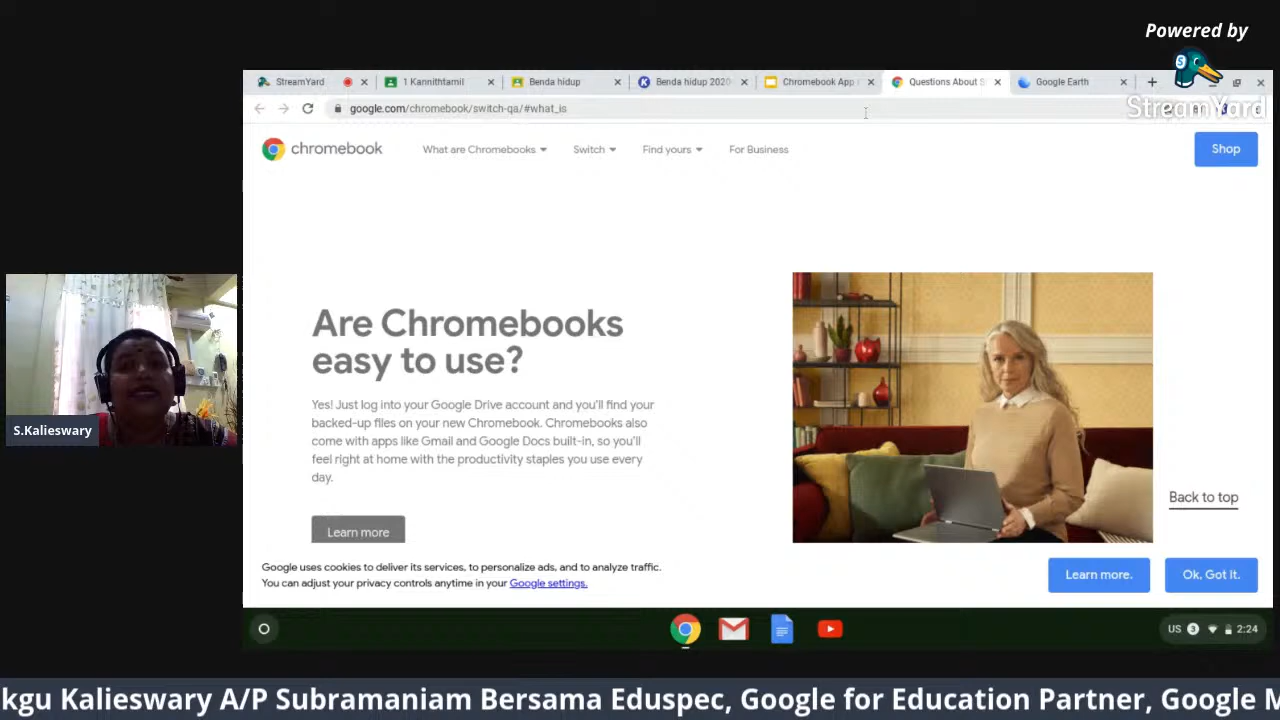 Powered by
StreamYard
StreamYard
1 Kannithtamil
Benda hidup
Benda hidup 2020
Chromebook App
Questions About S
Google Earth
google.com/chromebook/switch-qa/#what_is
chromebook
What are Chromebooks
Switch
Find yours
For Business
Shop
Are Chromebooks
easy to use?
Yes! Just log into your Google Drive account and you'll find your
backed-up files on your new Chromebook. Chromebooks also
come with apps like Gmail and Google Docs built-in, so you'll
feel right at home with the productivity staples you use every
day.
Learn more
Back to top
S.Kalieswary
Google uses cookies to deliver its services, to personalize ads, and to analyze traffic.
You can adjust your privacy controls anytime in your Google settings.
Learn more.
Ok, Got It.
US 3 2:24
kgu Kalieswary A/P Subramaniam Bersama Eduspec, Google for Education Partner, Google M